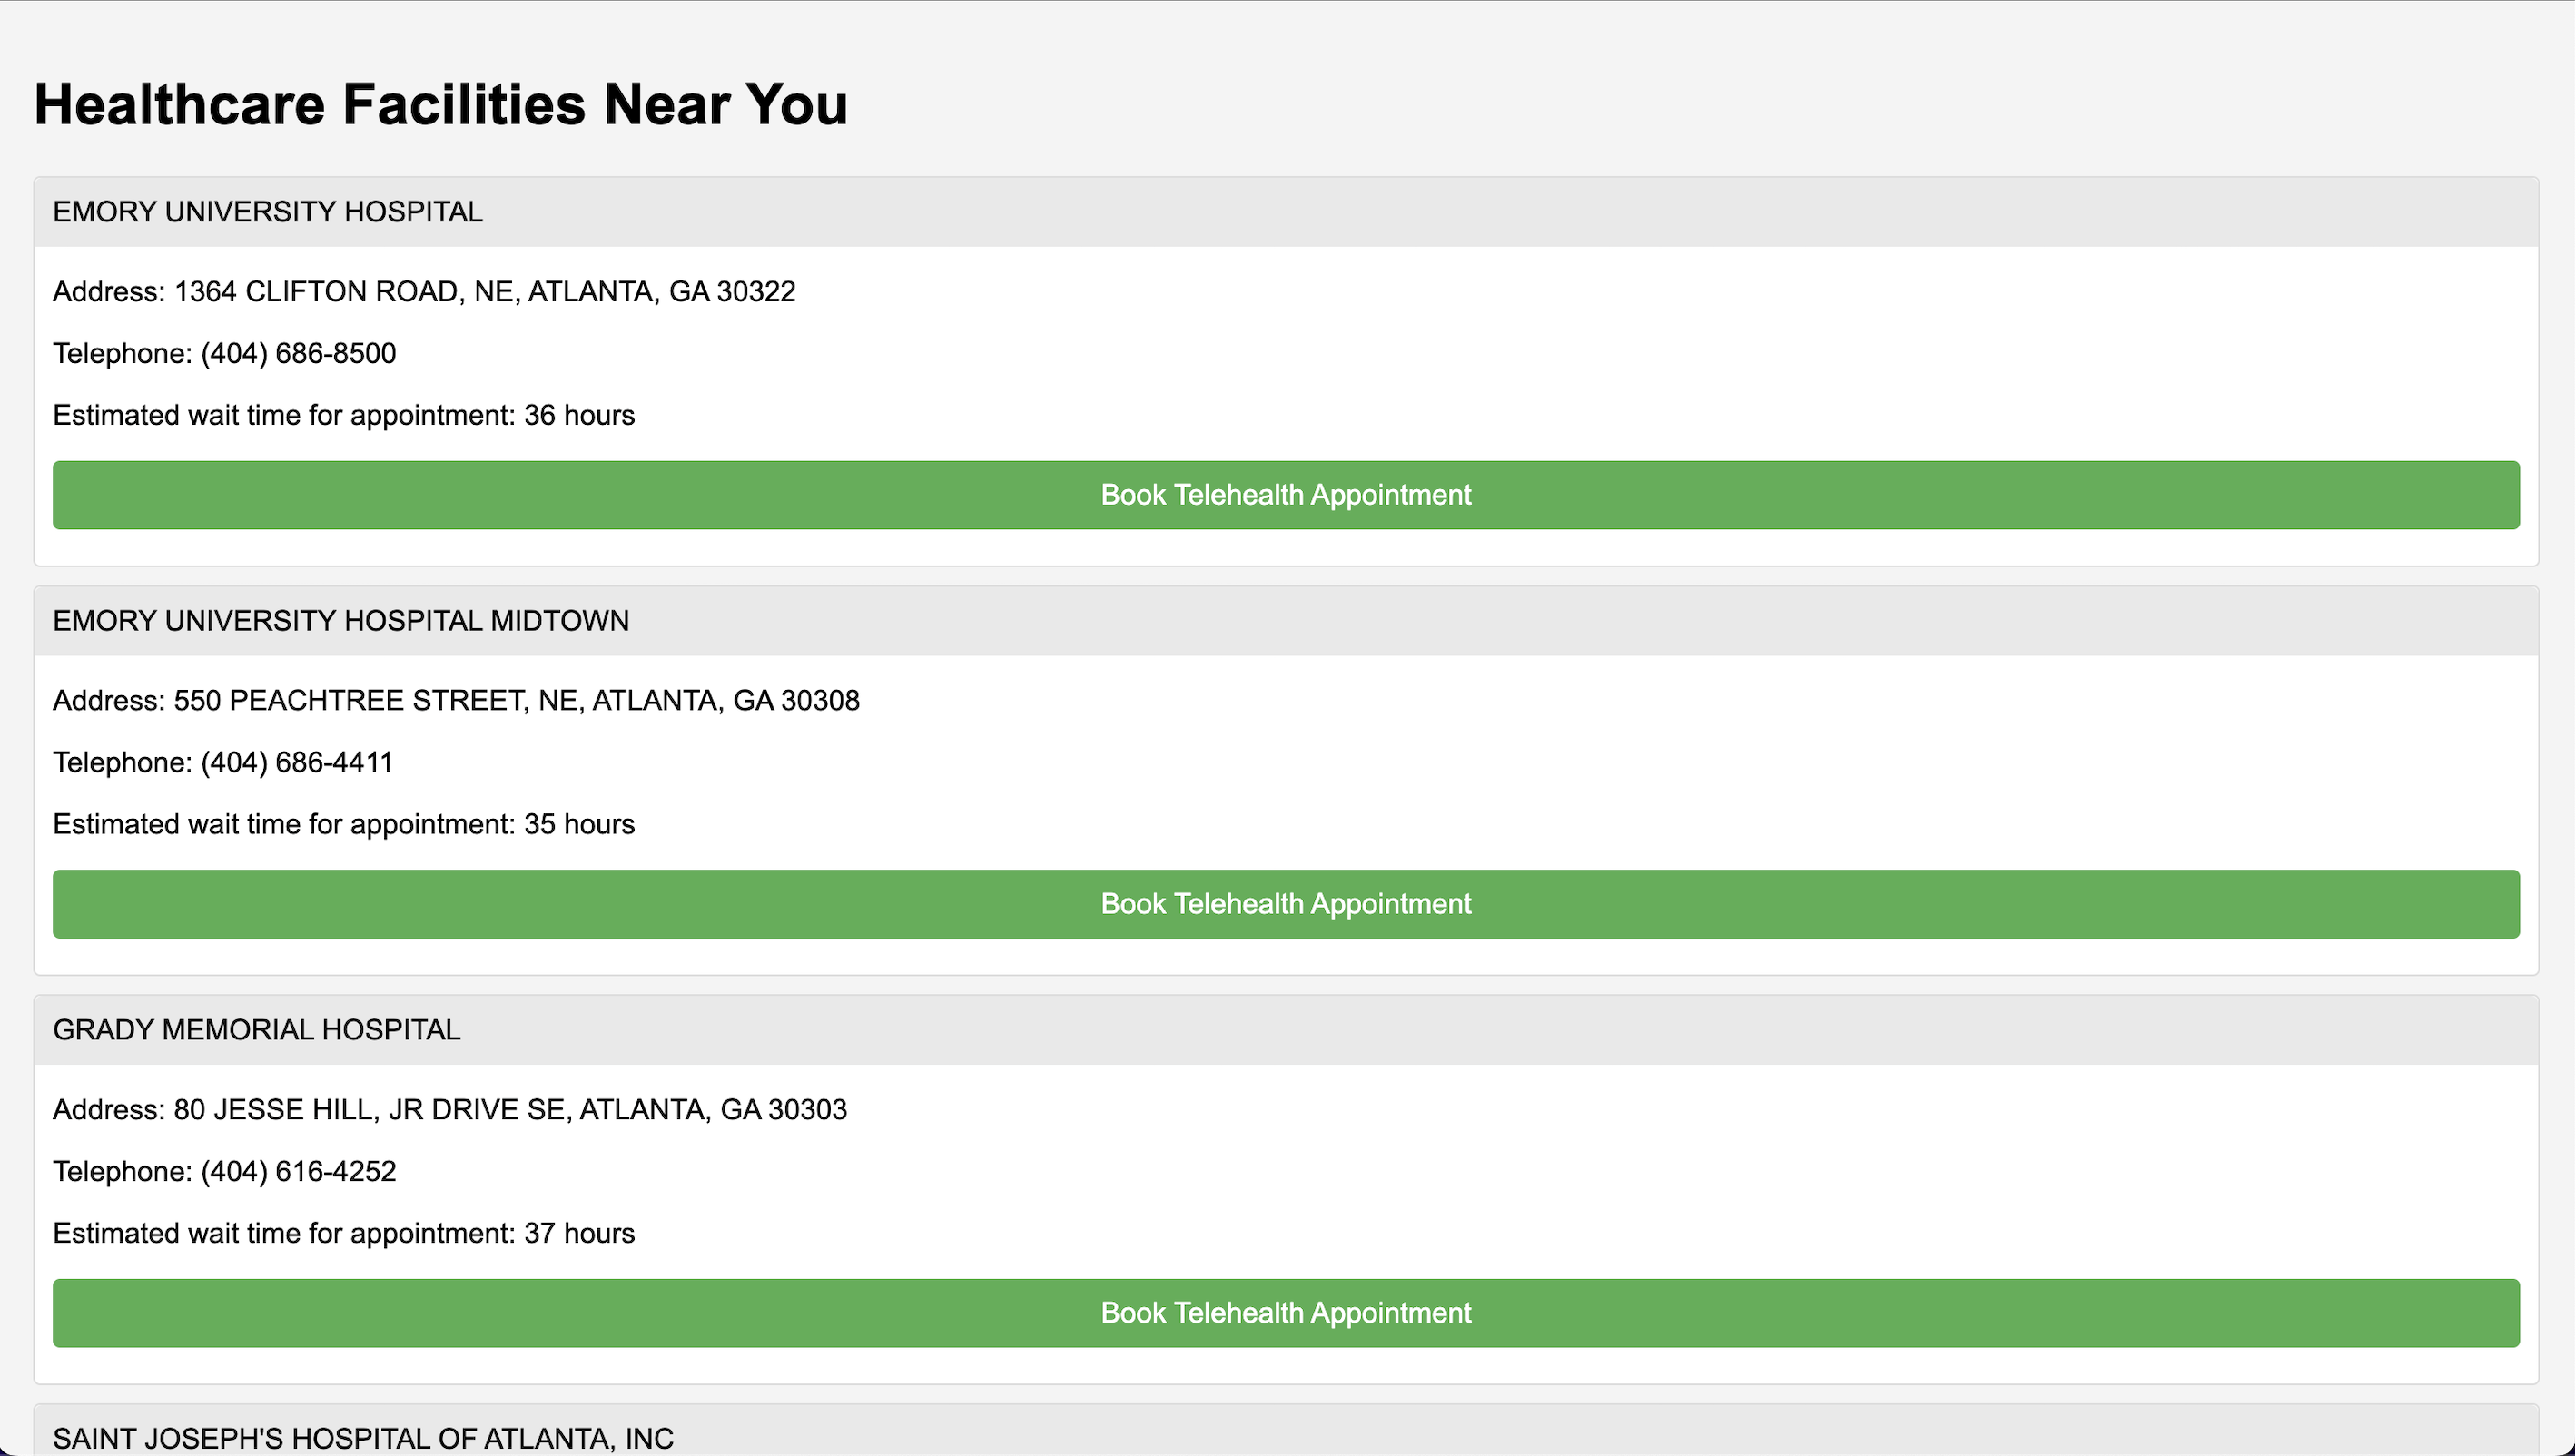 Healthcare Facilities Near You
EMORY UNIVERSITY HOSPITAL
Address: 1364 CLIFTON ROAD, NE, ATLANTA, GA 30322
Telephone: (404) 686-8500
Estimated wait time for appointment: 36 hours
Book Telehealth Appointment
EMORY UNIVERSITY HOSPITAL MIDTOWN
Address: 550 PEACHTREE STREET, NE, ATLANTA, GA 30308
Telephone: (404) 686-4411
Estimated wait time for appointment: 35 hours
Book Telehealth Appointment
GRADY MEMORIAL HOSPITAL
Address: 80 JESSE HILL, JR DRIVE SE, ATLANTA, GA 30303
Telephone: (404) 616-4252
Estimated wait time for appointment: 37 hours
Book Telehealth Appointment
SAINT JOSEPH'S HOSPITAL OF ATLANTA, INC